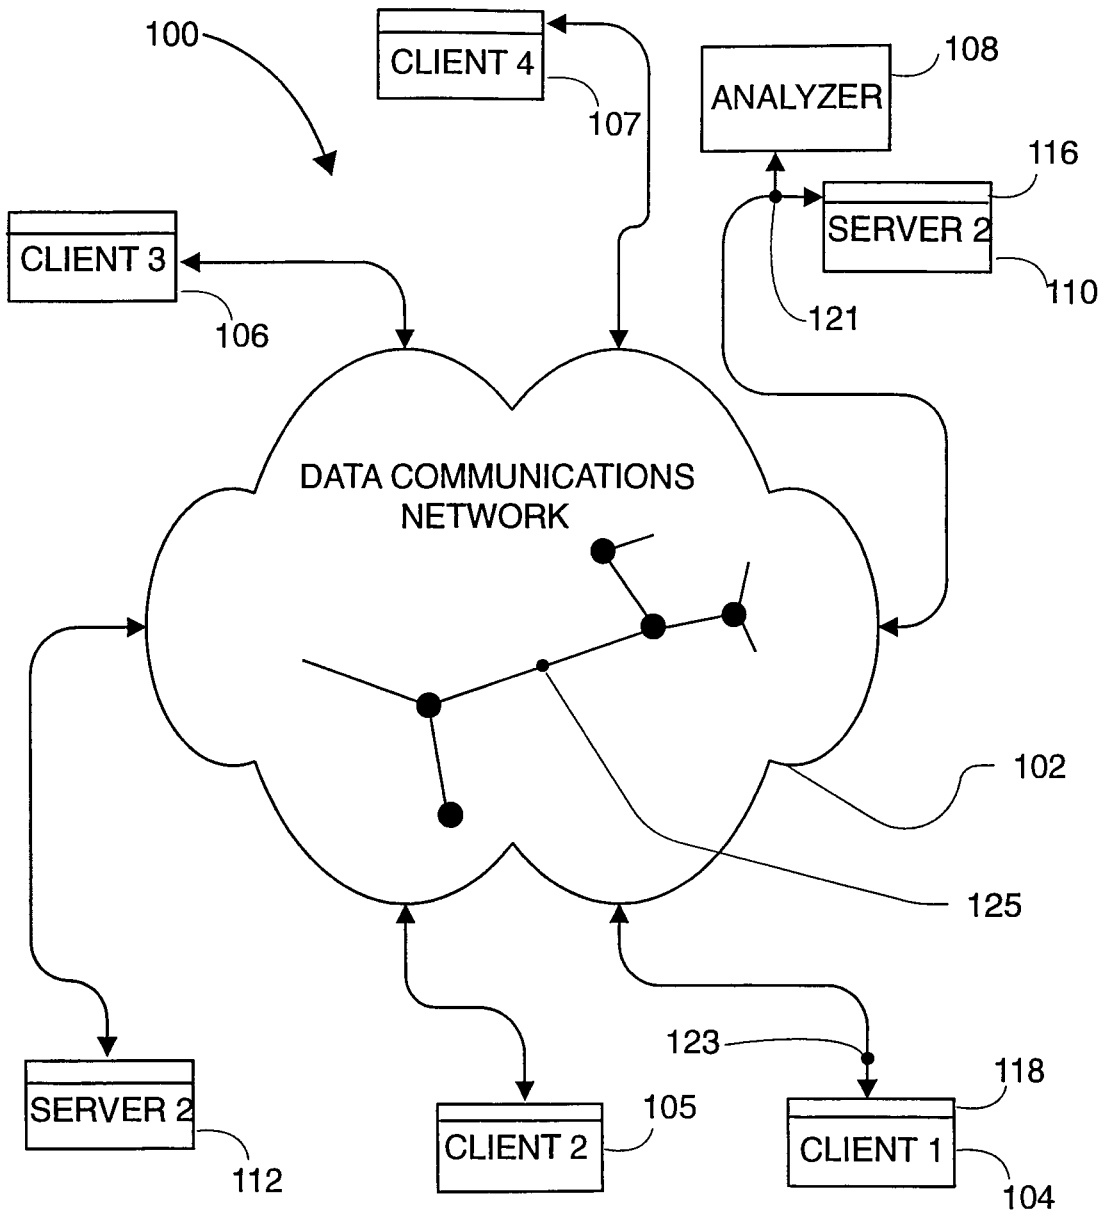 100
CLIENT 4
107
ANALYZER
108
116
SERVER 2
110
121
CLIENT 3
106
DATA COMMUNICATIONS
NETWORK
102
125
123
118
SERVER 2
112
CLIENT 2
105
CLIENT 1
104